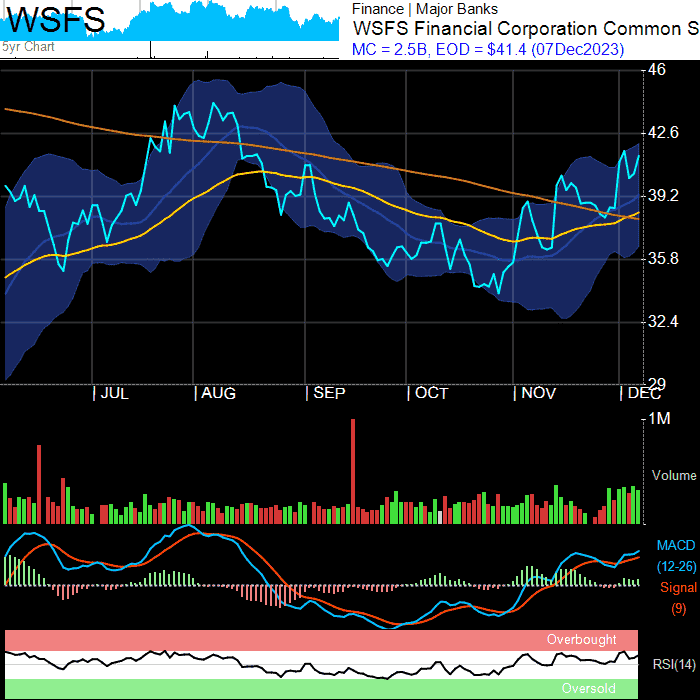 WSFS
5yr Chart
Finance | Major Banks
WSFS Financial Corporation Common S
MC = 2.5B, EOD = $41.4 (07Dec2023)
46
42.6
39.2
35.8
32.4
29
JUL AUG SEP OCT NOV DEC
1M
Volume
MACD
(12-26)
Signal
(9)
Overbought
RSI(14)
Oversold